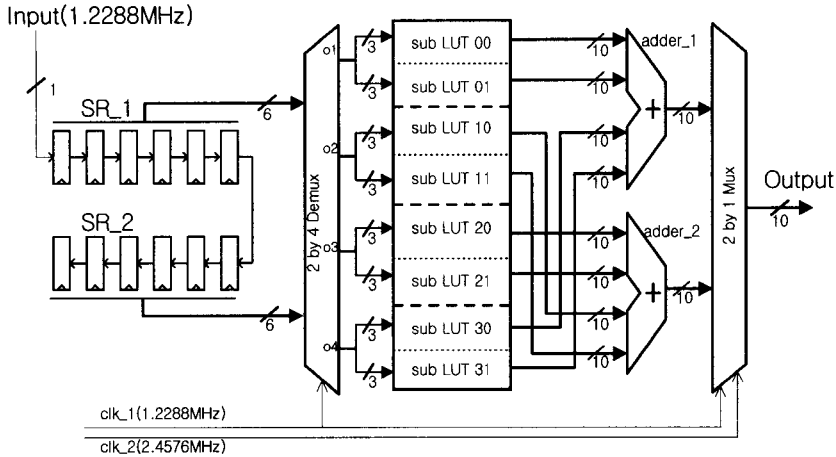 Input(1.2288MHz)
1
SR_1
6
SR_2
6
2 by 4 Demux
o1
o2
o3
o4
3
3
3
3
3
3
3
3
sub LUT 00
sub LUT 01
sub LUT 10
sub LUT 11
sub LUT 20
sub LUT 21
sub LUT 30
sub LUT 31
10
10
10
10
10
10
10
10
adder_1
+
10
adder_2
+
10
2 by 1 Mux
Output
10
clk_1(1.2288MHz)
clk_2(2.4576MHz)